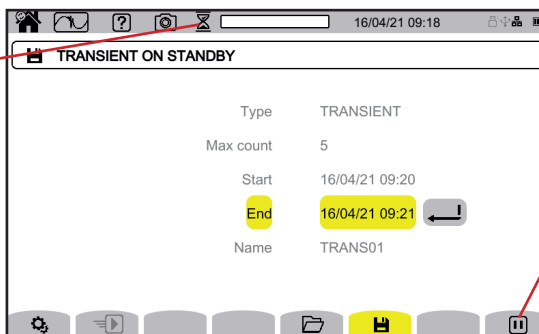 16/04/21 09:18
TRANSIENT ON STANDBY
Type TRANSIENT
Max count 5
Start 16/04/21 09:20
End 16/04/21 09:21
Name TRANS01